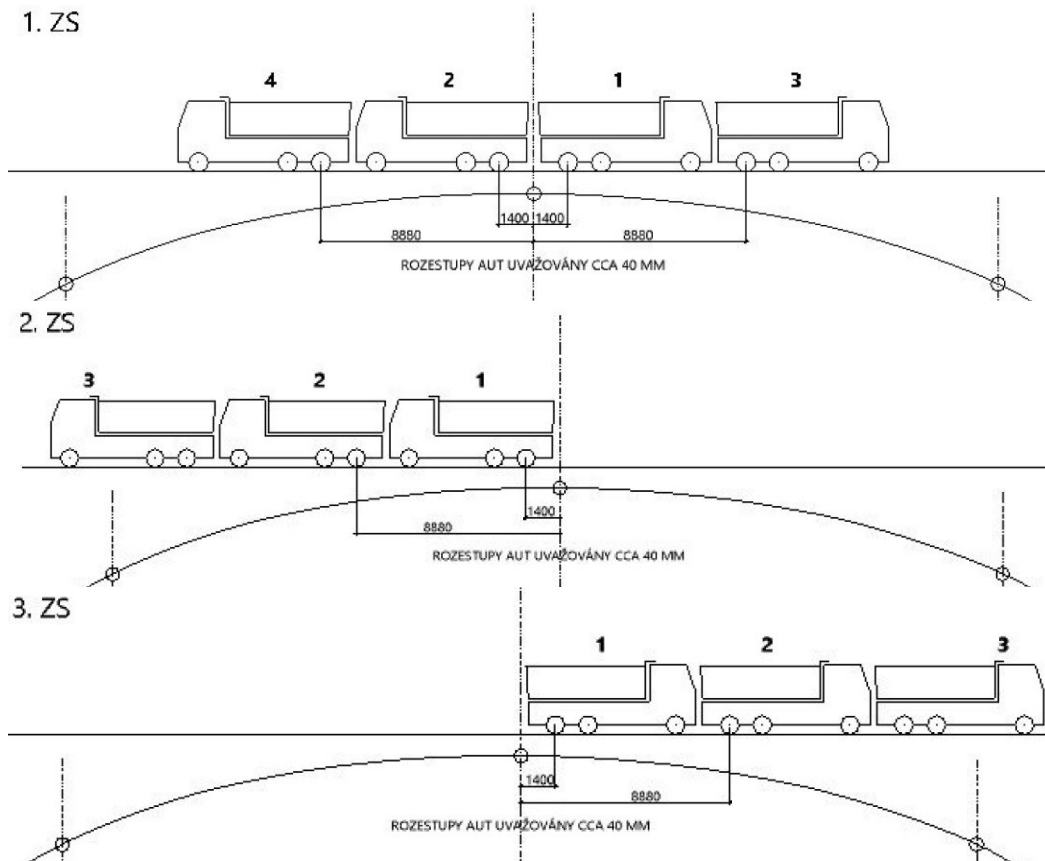 1. ZS
4 2 1 3
1400 1400
8880 8880
ROZESTUPY AUT UVAŽOVÁNY CCA 40 MM
2. ZS
3 2 1
1400
8880
ROZESTUPY AUT UVAŽOVÁNY CCA 40 MM
3. ZS
1 2 3
1400
8880
ROZESTUPY AUT UVAŽOVÁNY CCA 40 MM